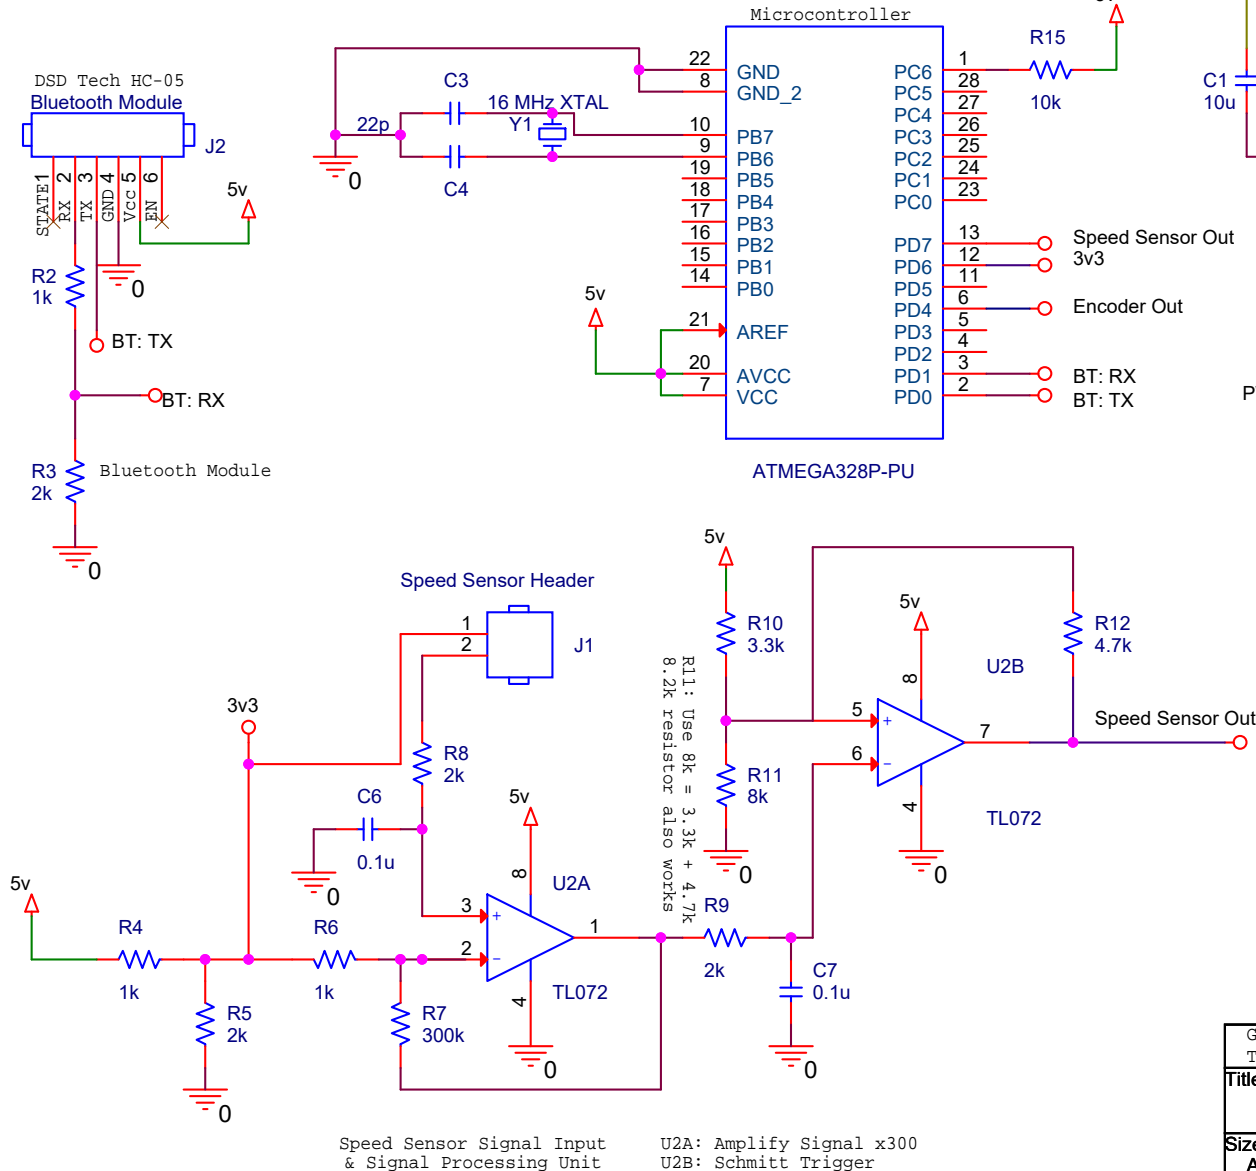 Microcontroller
DSD Tech HC-05
Bluetooth Module
J2
STATE 1
RX 2
TX 3
GND 4
Vcc 5
EN 6
5v
R2
1k
0
BT: TX
BT: RX
R3
2k
Bluetooth Module
0
0
22p
C3
C4
16 MHz XTAL
Y1
22 GND
8 GND_2
10 PB7
9 PB6
19 PB5
18 PB4
17 PB3
16 PB2
15 PB1
14 PB0
21 AREF
20 AVCC
7 VCC
5v
PC6 1
PC5 28
PC4 27
PC3 26
PC2 25
PC1 24
PC0 23
PD7 13
PD6 12
PD5 11
PD4 6
PD3 5
PD2 4
PD1 3
PD0 2
R15
10k
C1
10u
Speed Sensor Out
3v3
Encoder Out
BT: RX
BT: TX
ATMEGA328P-PU
Speed Sensor Header
1
2
J1
3v3
R8
2k
C6
0.1u
0
5v
8
U2A
3
+
2
-
1
4
TL072
0
5v
R4
1k
R5
2k
0
R6
1k
R7
300k
5v
R10
3.3k
R11
8k
0
R11: Use 8k = 3.3k + 4.7k
8.2k resistor also works
5v
8
U2B
5
+
6
-
7
4
TL072
0
R12
4.7k
Speed Sensor Out
R9
2k
C7
0.1u
0
Speed Sensor Signal Input
& Signal Processing Unit
U2A: Amplify Signal x300
U2B: Schmitt Trigger
Title
Size
A